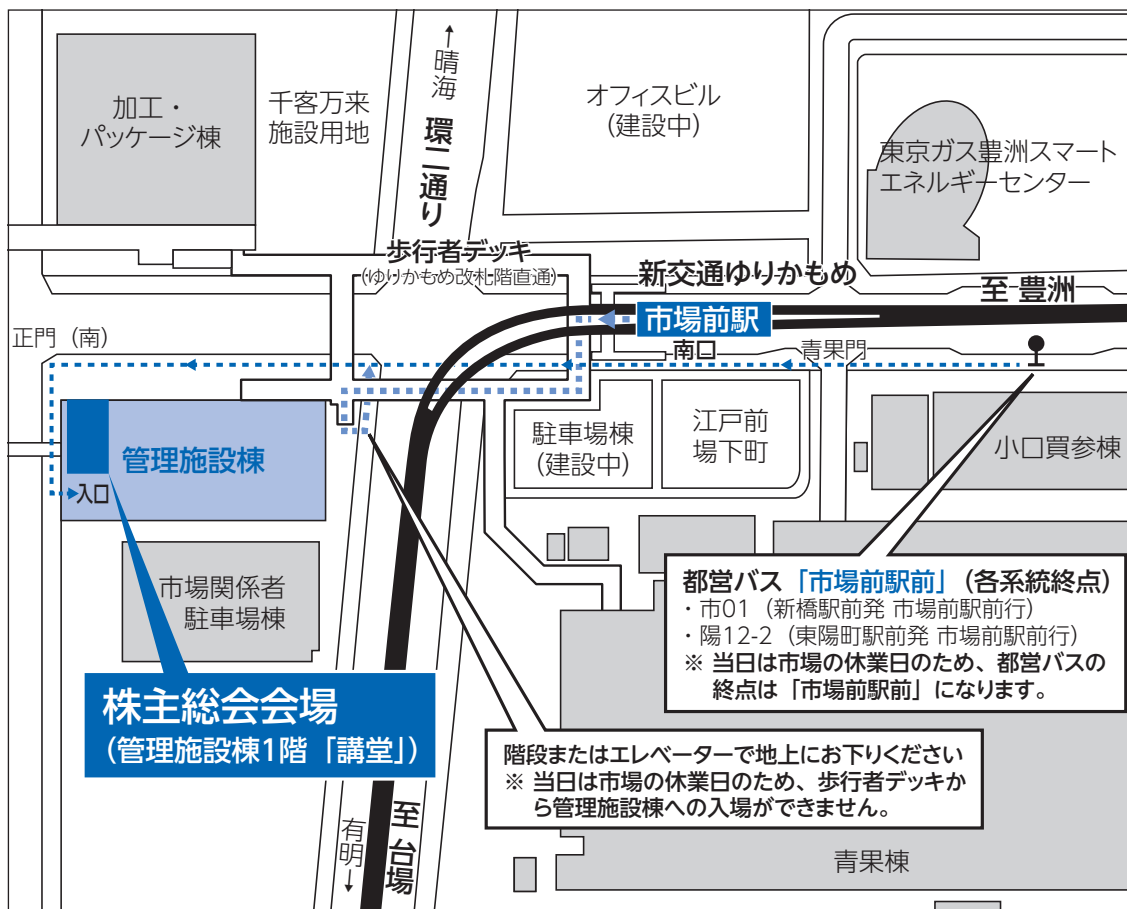 加工・
パッケージ棟
千客万来
施設用地
↑
晴海
環二通り
オフィスビル
(建設中)
東京ガス豊洲スマート
エネルギーセンター
歩行者デッキ
(ゆりかもめ改札階直通)
新交通ゆりかもめ
至 豊洲
市場前駅
南口
青果門
正門（南）
管理施設棟
入口
駐車場棟
(建設中)
江戸前
場下町
小口買参棟
市場関係者
駐車場棟
都営バス「市場前駅前」(各系統終点)
・市01（新橋駅前発 市場前駅前行）
・陽12-2（東陽町駅前発 市場前駅前行）
※ 当日は市場の休業日のため、都営バスの
終点は「市場前駅前」になります。
株主総会会場
(管理施設棟1階「講堂」)
階段またはエレベーターで地上にお下りください
※ 当日は市場の休業日のため、歩行者デッキか
ら管理施設棟への入場ができません。
有明
↓
至 台場
青果棟